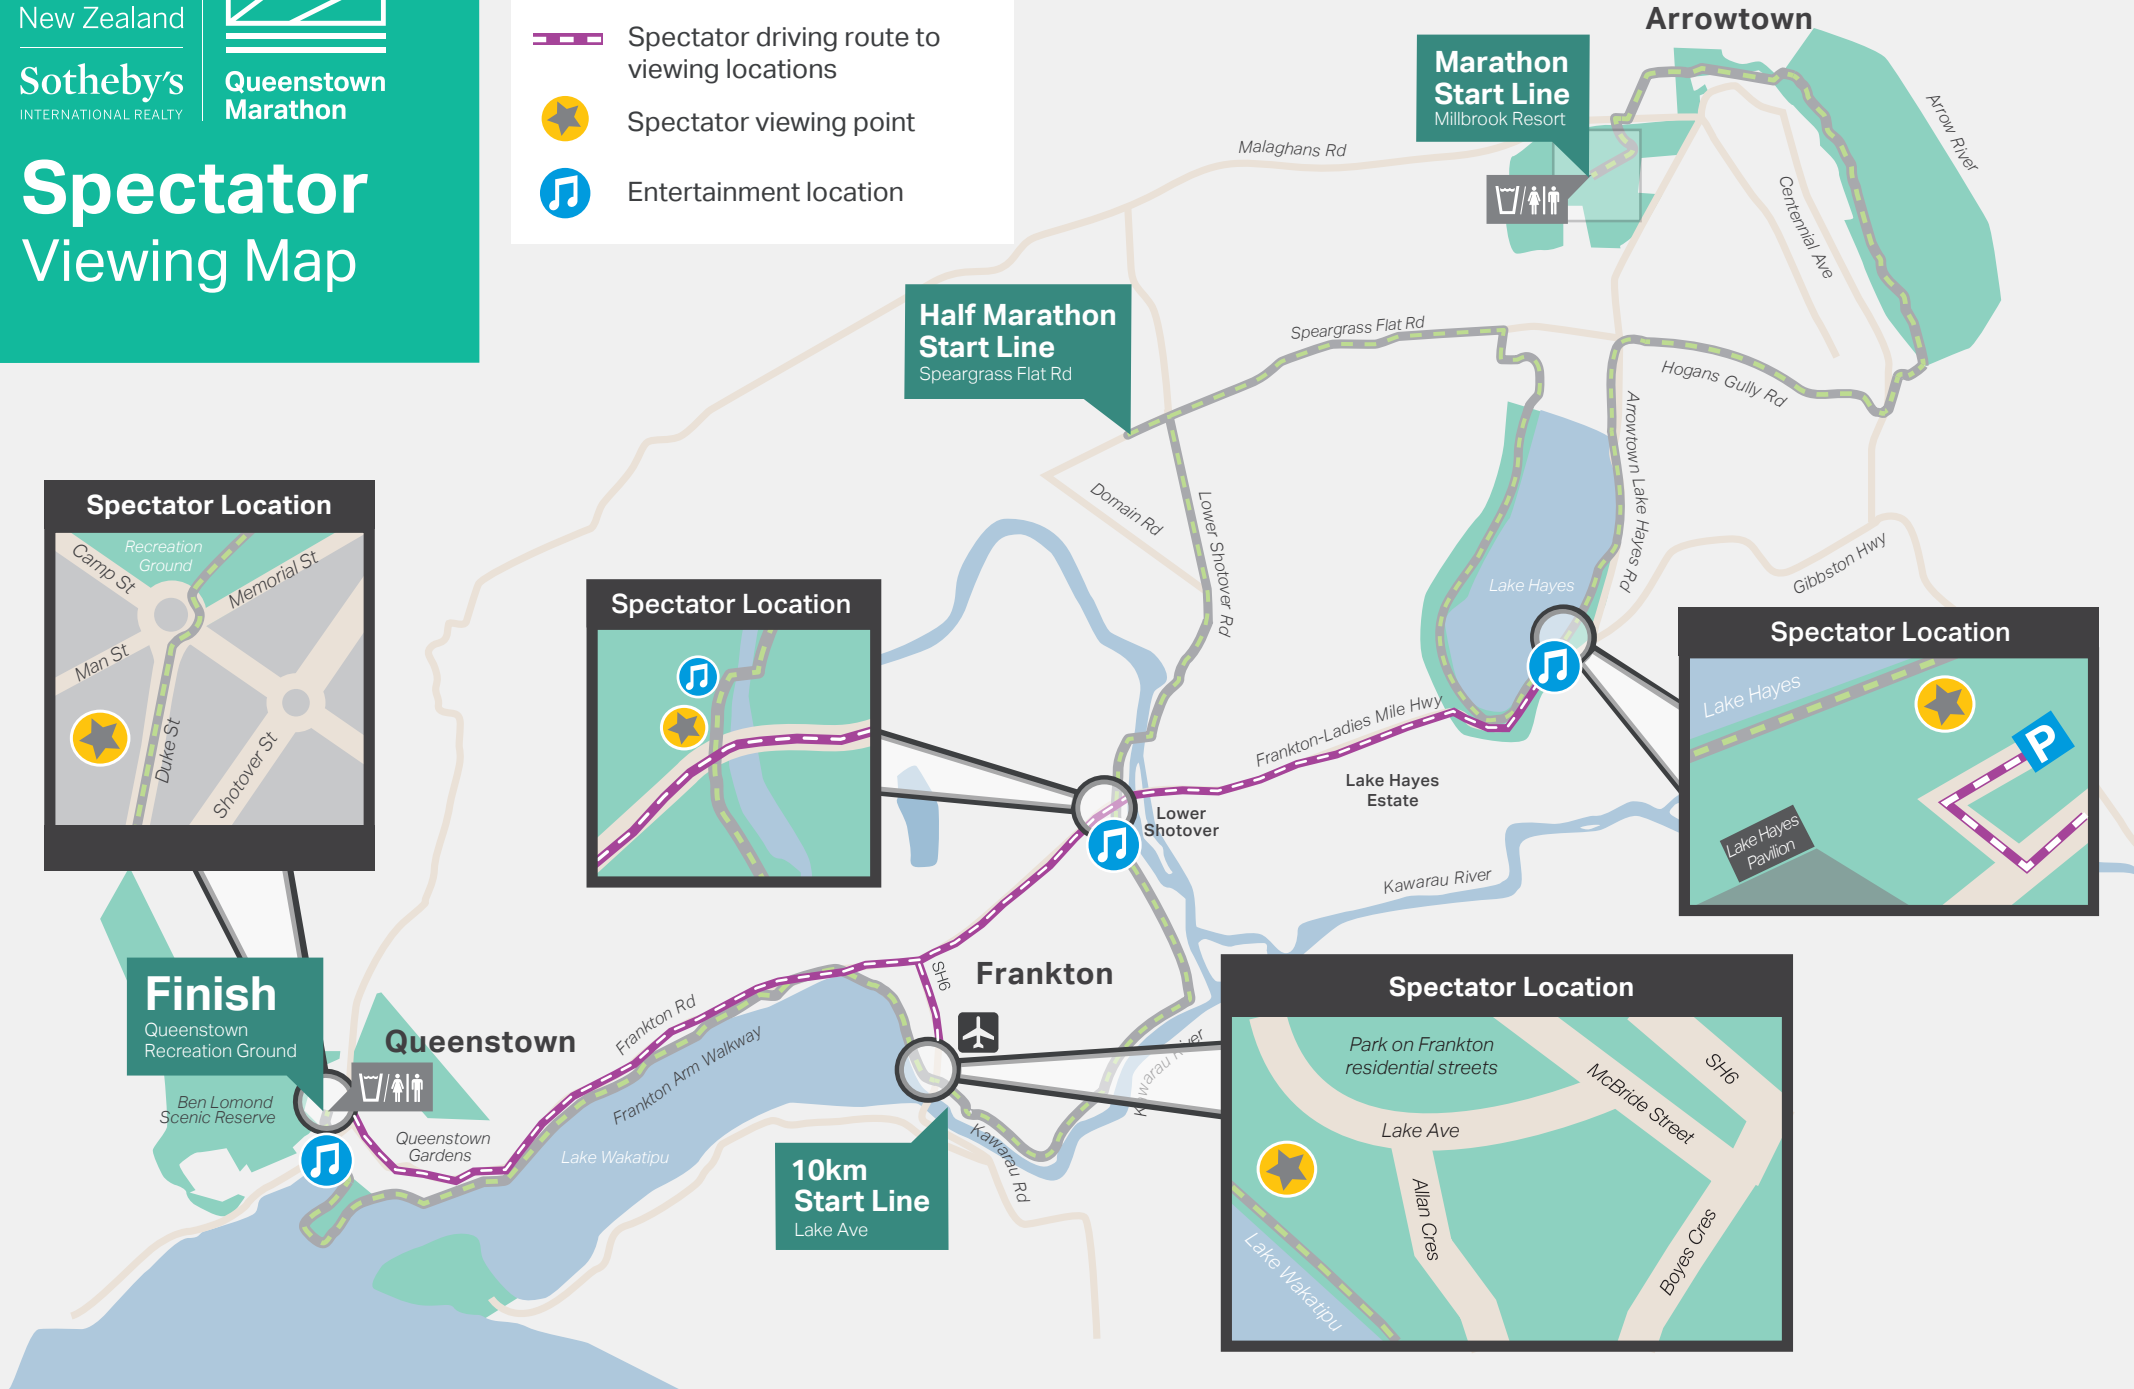 New Zealand
Sotheby's
INTERNATIONAL REALTY
Queenstown
Marathon
Spectator
Viewing Map
Spectator driving route to
viewing locations
Spectator viewing point
Entertainment location
Arrowtown
Marathon
Start Line
Millbrook Resort
Malaghans Rd
Arrow River
Centennial Ave
Half Marathon
Start Line
Speargrass Flat Rd
Speargrass Flat Rd
Hogans Gully Rd
Arrowtown Lake Hayes Rd
Domain Rd
Lower Shotover Rd
Gibbston Hwy
Lake Hayes
Spectator Location
Recreation
Ground
Camp St
Memorial St
Man St
Duke St
Shotover St
Spectator Location
Spectator Location
Lake Hayes
P
Lake Hayes
Pavilion
Frankton-Ladies Mile Hwy
Lake Hayes
Estate
Lower
Shotover
Kawarau River
Frankton
SH6
Finish
Queenstown
Recreation Ground
Queenstown
Frankton Rd
Frankton Arm Walkway
Ben Lomond
Scenic Reserve
Queenstown
Gardens
Lake Wakatipu
10km
Start Line
Lake Ave
Kawarau Rd
Kawarau River
Spectator Location
Park on Frankton
residential streets
SH6
McBride Street
Lake Ave
Allan Cres
Boyes Cres
Lake Wakatipu